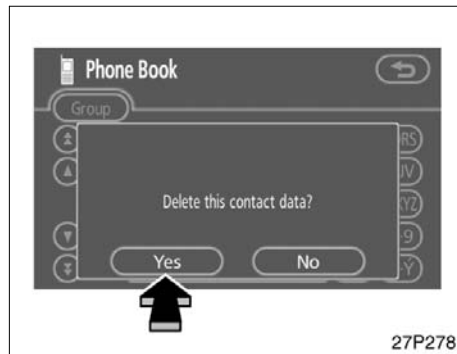 Phone Book
Group
Delete this contact data?
Yes
No
27P278